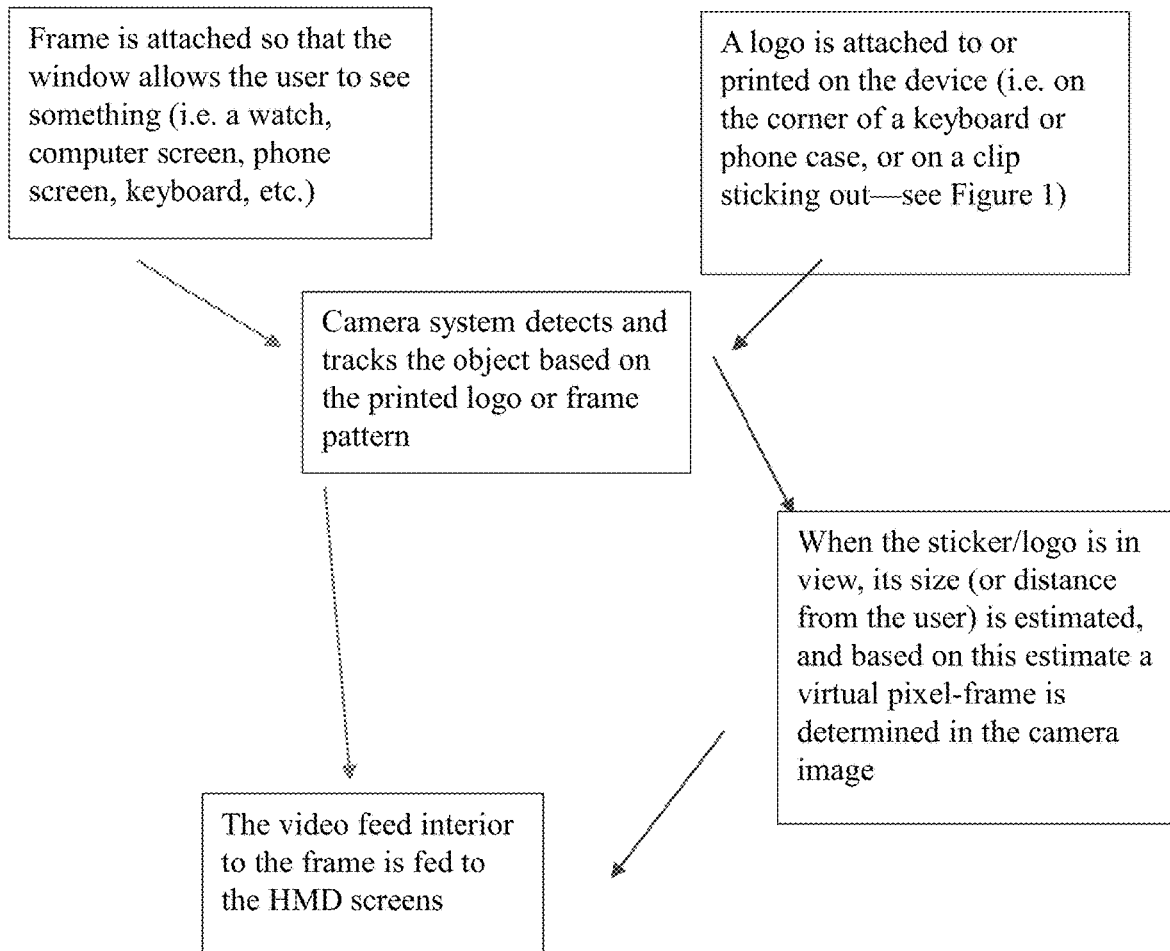 Frame is attached so that the
window allows the user to see
something (i.e. a watch,
computer screen, phone
screen, keyboard, etc.)
A logo is attached to or
printed on the device (i.e. on
the corner of a keyboard or
phone case, or on a clip
sticking out—see Figure 1)
Camera system detects and
tracks the object based on
the printed logo or frame
pattern
When the sticker/logo is in
view, its size (or distance
from the user) is estimated,
and based on this estimate a
virtual pixel-frame is
determined in the camera
image
The video feed interior
to the frame is fed to
the HMD screens